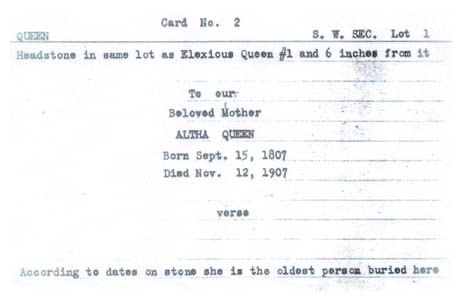 Card No. 2
QUEEN S. W. SEC. Lot 1
Headstone in same lot as Elexious Queen #1 and 6 inches from it
To our
Beloved Mother
ALTHA QUEEN
Born Sept. 15, 1807
Died Nov. 12, 1907
verse
According to dates on stone she is the oldest person buried here